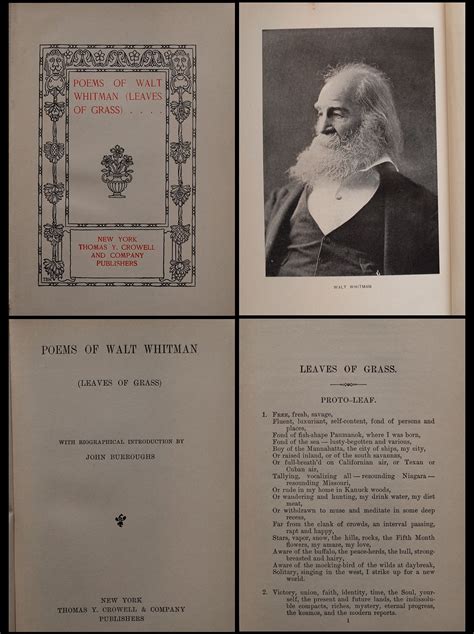 POEMS OF WALT
WHITMAN (LEAVES
OF GRASS) . . . .
NEW YORK
THOMAS Y. CROWELL
AND COMPANY
PUBLISHERS
WALT WHITMAN
POEMS OF WALT WHITMAN
(LEAVES OF GRASS)
WITH BIOGRAPHICAL INTRODUCTION BY
JOHN BURROUGHS
NEW YORK
THOMAS Y. CROWELL & COMPANY
PUBLISHERS
LEAVES OF GRASS.
PROTO-LEAF.
1. FREE, fresh, savage,
Fluent, luxuriant, self-content, fond of persons and
places,
Fond of fish-shape Paumanok, where I was born,
Fond of the sea — lusty-begotten and various,
Boy of the Mannahatta, the city of ships, my city,
Or raised inland, or of the south savannas,
Or full-breath'd on Californian air, or Texan or
Cuban air,
Tallying, vocalizing all — resounding Niagara —
resounding Missouri,
Or rude in my home in Kanuck woods,
Or wandering and hunting, my drink water, my diet
meat,
Or withdrawn to muse and meditate in some deep
recess,
Far from the clank of crowds, an interval passing,
rapt and happy,
Stars, vapor, snow, the hills, rocks, the Fifth Month
flowers, my amaze, my love,
Aware of the buffalo, the peace-herds, the bull, strong-
breasted and hairy,
Aware of the mocking-bird of the wilds at daybreak,
Solitary, singing in the west, I strike up for a new
world.
2. Victory, union, faith, identity, time, the Soul, your-
self, the present and future lands, the indissoluble
compacts, riches, mystery, eternal progress,
the kosmos, and the modern reports.
1